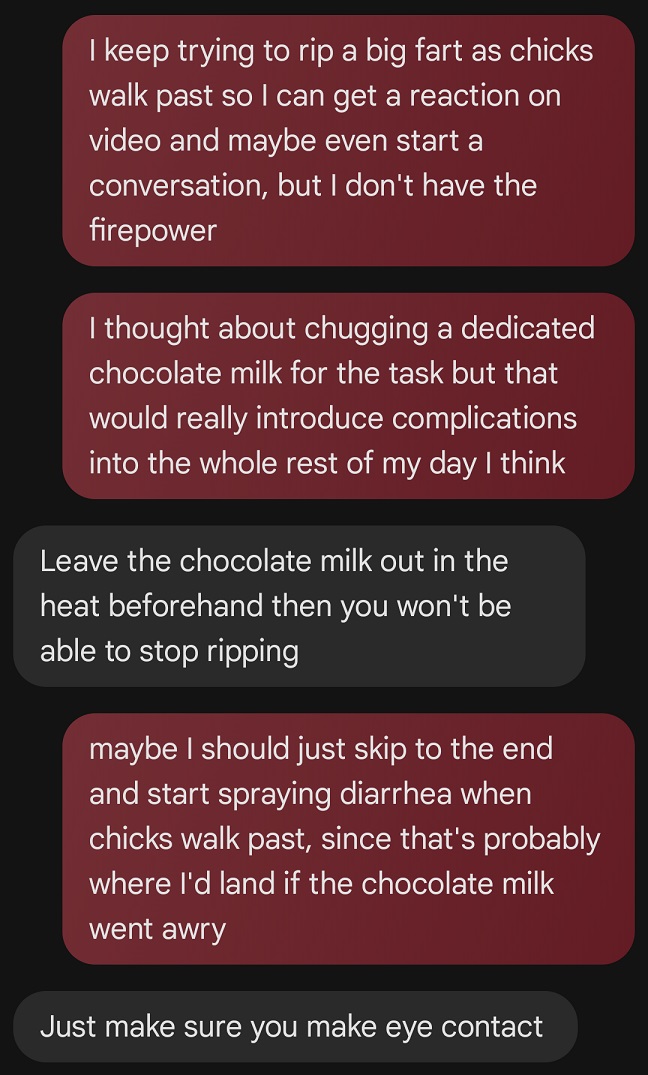 I keep trying to rip a big fart as chicks
walk past so I can get a reaction on
video and maybe even start a
conversation, but I don't have the
firepower
I thought about chugging a dedicated
chocolate milk for the task but that
would really introduce complications
into the whole rest of my day I think
Leave the chocolate milk out in the
heat beforehand then you won't be
able to stop ripping
maybe I should just skip to the end
and start spraying diarrhea when
chicks walk past, since that's probably
where I'd land if the chocolate milk
went awry
Just make sure you make eye contact